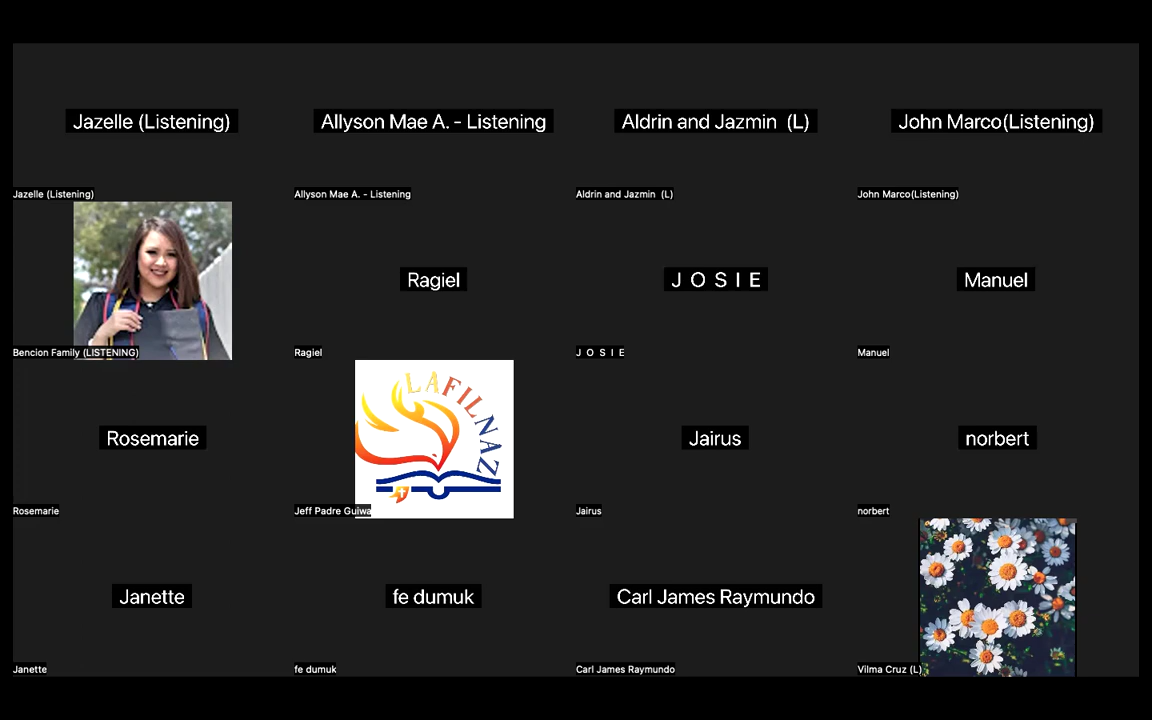 Jazelle (Listening)
Allyson Mae A. - Listening
Aldrin and Jazmin (L)
John Marco(Listening)
Jazelle (Listening)
Allyson Mae A. - Listening
Aldrin and Jazmin (L)
John Marco(Listening)
Ragiel
J O S I E
Manuel
Bencion Family (LISTENING)
Ragiel
J O S I E
Manuel
LAFILNAZ
Rosemarie
Jairus
norbert
Rosemarie
Jeff Padre Guiwa
Jairus
norbert
Janette
fe dumuk
Carl James Raymundo
Janette
fe dumuk
Carl James Raymundo
Vilma Cruz (L)